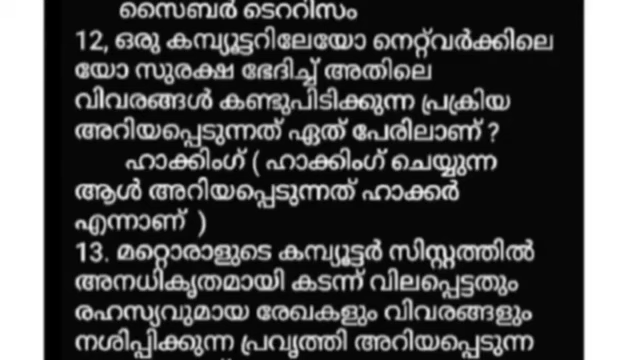 സൈബർ ടെററിസം
12, ഒരു കമ്പ്യൂട്ടറിലേയോ നെറ്റ്‌വർക്കിലെ
യോ സുരക്ഷ ഭേദിച്ച് അതിലെ
വിവരങ്ങൾ കണ്ടുപിടിക്കുന്ന പ്രക്രിയ
അറിയപ്പെടുന്നത് ഏത് പേരിലാണ് ?
ഹാക്കിംഗ് ( ഹാക്കിംഗ് ചെയ്യുന്ന
ആൾ അറിയപ്പെടുന്നത് ഹാക്കർ
എന്നാണ് )
13. മറ്റൊരാളുടെ കമ്പ്യൂട്ടർ സിസ്റ്റത്തിൽ
അനധികൃതമായി കടന്ന് വിലപ്പെട്ടതും
രഹസ്യവുമായ രേഖകളും വിവരങ്ങളും
നശിപ്പിക്കുന്ന പ്രവൃത്തി അറിയപ്പെടുന്ന